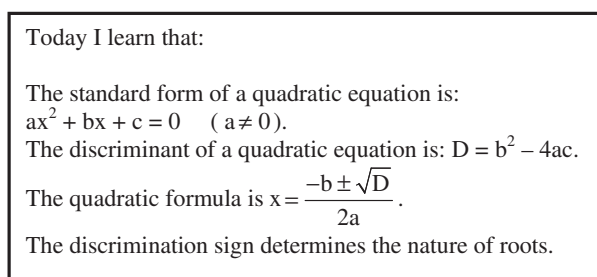 Today I learn that:
The standard form of a quadratic equation is:
ax² + bx + c = 0 ( a ≠ 0 ).
The discriminant of a quadratic equation is: D = b² – 4ac.
The quadratic formula is x = (–b ± √D) / 2a .
The discrimination sign determines the nature of roots.